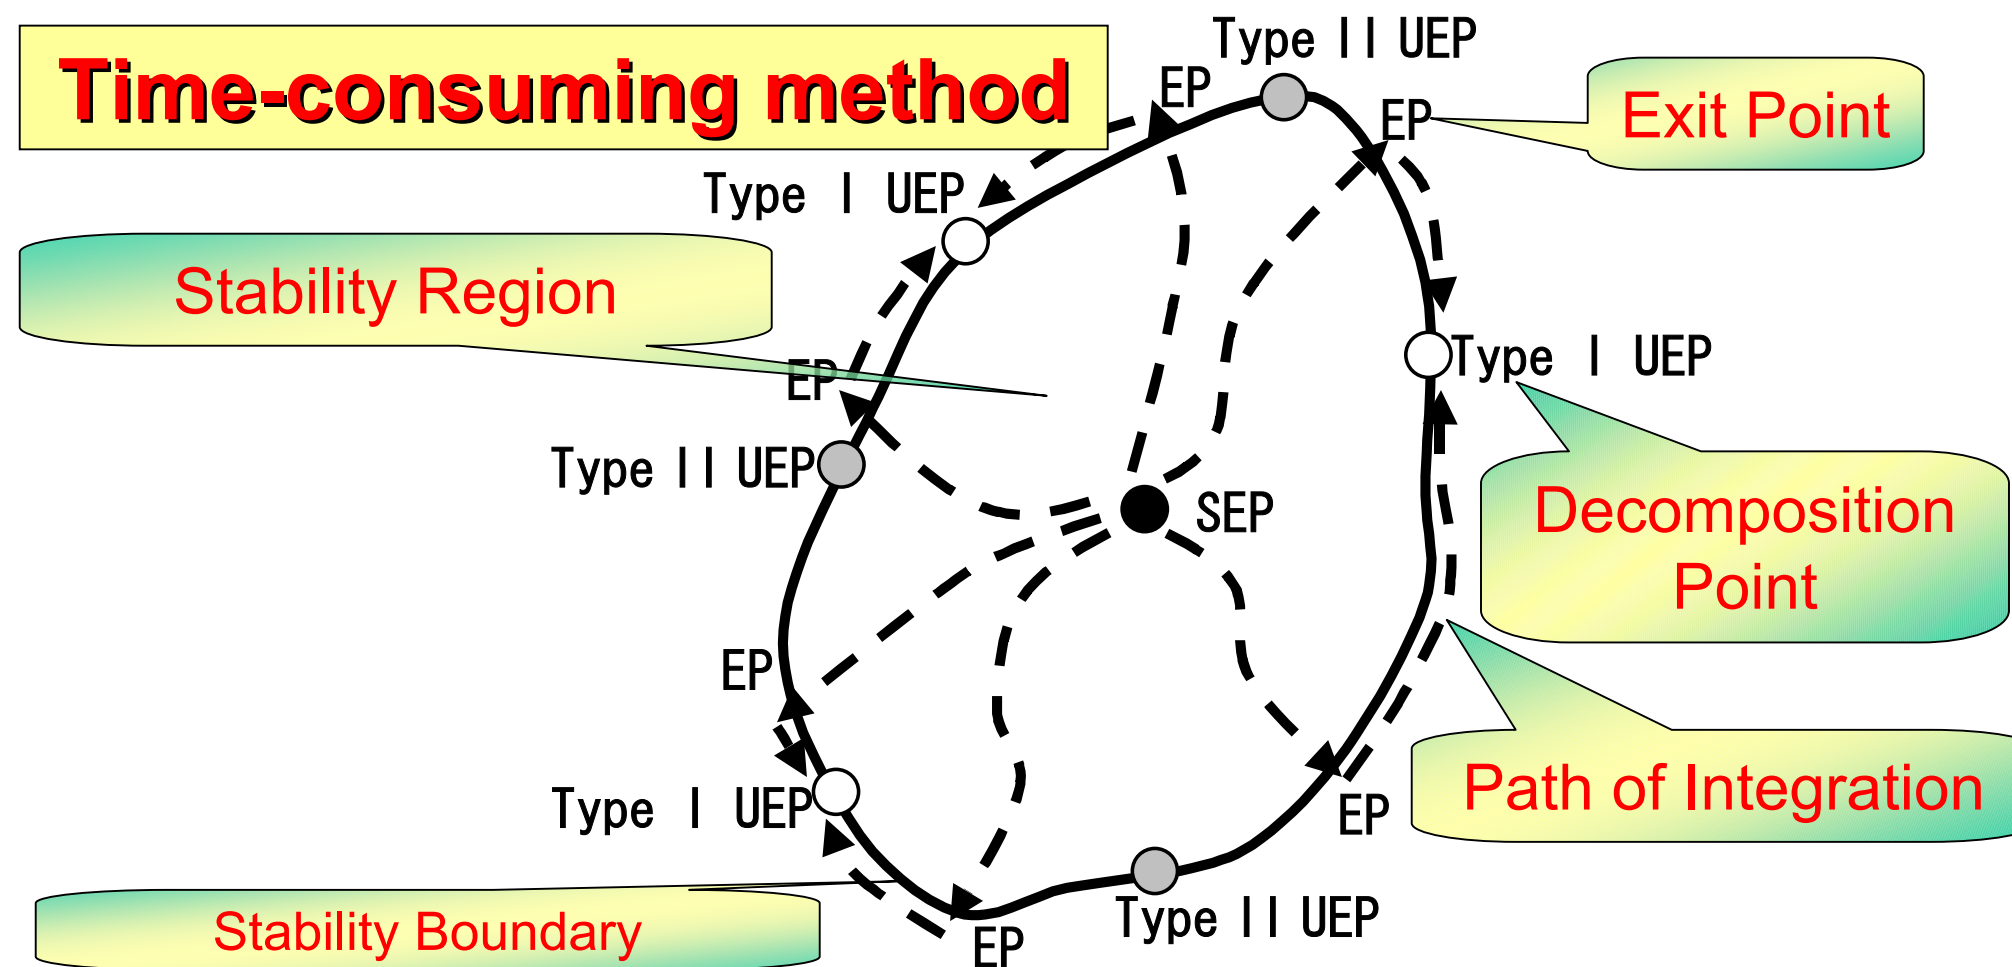 Time-consuming method
Type II UEP
EP
EP
Exit Point
Type I UEP
Stability Region
EP
Type I UEP
Type II UEP
SEP
Decomposition
Point
EP
Path of Integration
Type I UEP
EP
Type II UEP
Stability Boundary
EP